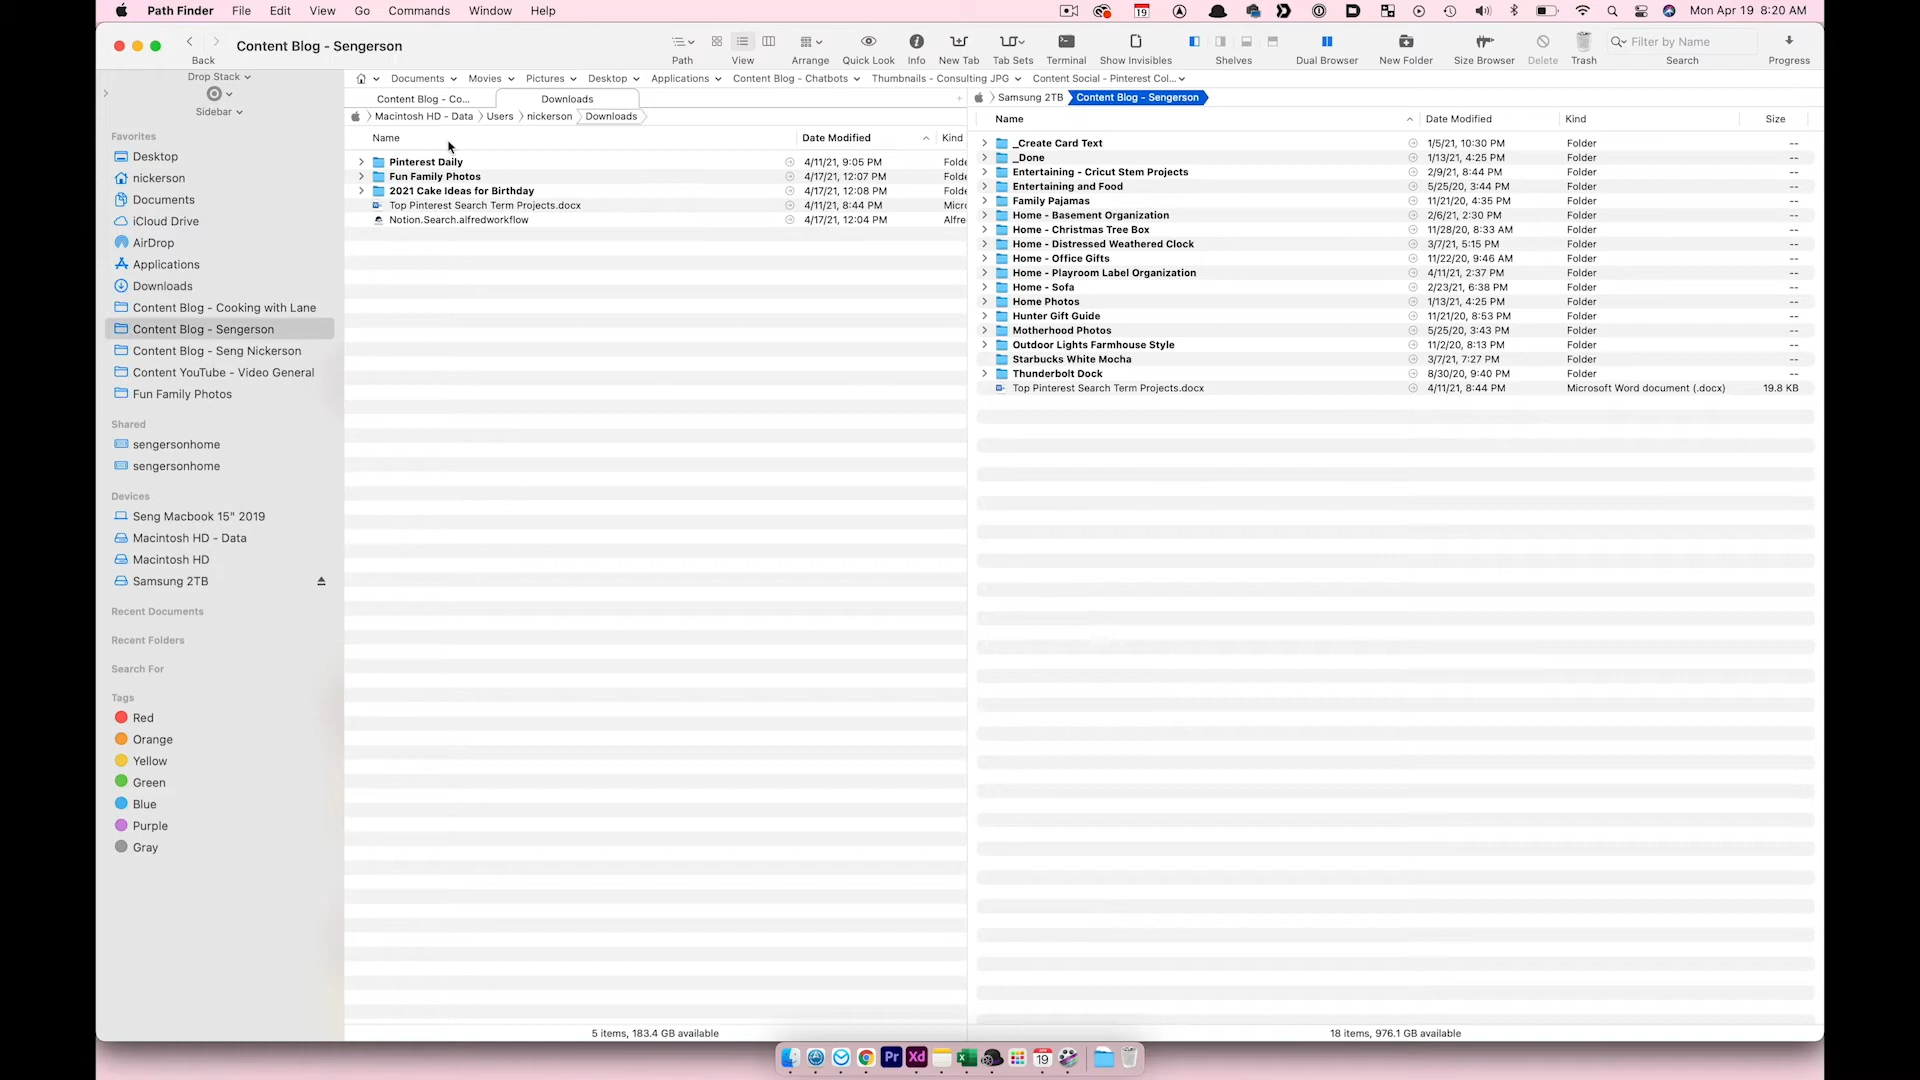 Path Finder File Edit View Go Commands Window Help 19 Mon Apr 19 8:20 AM
Content Blog - Sengerson
Back Path View Arrange Quick Look Info New Tab Tab Sets Terminal Show Invisibles Shelves Dual Browser New Folder Size Browser Delete Trash Filter by Name Search Progress
Drop Stack
Sidebar
Favorites
Desktop
nickerson
Documents
iCloud Drive
AirDrop
Applications
Downloads
Content Blog - Cooking with Lane
Content Blog - Sengerson
Content Blog - Seng Nickerson
Content YouTube - Video General
Fun Family Photos
Shared
sengersonhome
sengersonhome
Devices
Seng Macbook 15" 2019
Macintosh HD - Data
Macintosh HD
Samsung 2TB
Recent Documents
Recent Folders
Search For
Tags
Red
Orange
Yellow
Green
Blue
Purple
Gray
Documents Movies Pictures Desktop Applications Content Blog - Chatbots Thumbnails - Consulting JPG Content Social - Pinterest Col...
Content Blog - Co... Downloads
Macintosh HD - Data Users nickerson Downloads
Name Date Modified Kind
Pinterest Daily 4/11/21, 9:05 PM Folde
Fun Family Photos 4/17/21, 12:07 PM Folde
2021 Cake Ideas for Birthday 4/17/21, 12:08 PM Folde
Top Pinterest Search Term Projects.docx 4/11/21, 8:44 PM Micro
Notion.Search.alfredworkflow 4/17/21, 12:04 PM Alfre
5 items, 183.4 GB available
Samsung 2TB Content Blog - Sengerson
Name Date Modified Kind Size
_Create Card Text 1/5/21, 10:30 PM Folder --
_Done 1/13/21, 4:25 PM Folder --
Entertaining - Cricut Stem Projects 2/9/21, 8:44 PM Folder --
Entertaining and Food 5/25/20, 3:44 PM Folder --
Family Pajamas 11/21/20, 4:35 PM Folder --
Home - Basement Organization 2/6/21, 2:30 PM Folder --
Home - Christmas Tree Box 11/28/20, 8:33 AM Folder --
Home - Distressed Weathered Clock 3/7/21, 5:15 PM Folder --
Home - Office Gifts 11/22/20, 9:46 AM Folder --
Home - Playroom Label Organization 4/11/21, 2:37 PM Folder --
Home - Sofa 2/23/21, 6:38 PM Folder --
Home Photos 1/13/21, 4:25 PM Folder --
Hunter Gift Guide 11/21/20, 8:53 PM Folder --
Motherhood Photos 5/25/20, 3:43 PM Folder --
Outdoor Lights Farmhouse Style 11/2/20, 8:13 PM Folder --
Starbucks White Mocha 3/7/21, 7:27 PM Folder --
Thunderbolt Dock 8/30/20, 9:40 PM Folder --
Top Pinterest Search Term Projects.docx 4/11/21, 8:44 PM Microsoft Word document (.docx) 19.8 KB
18 items, 976.1 GB available
Pr Xd 19